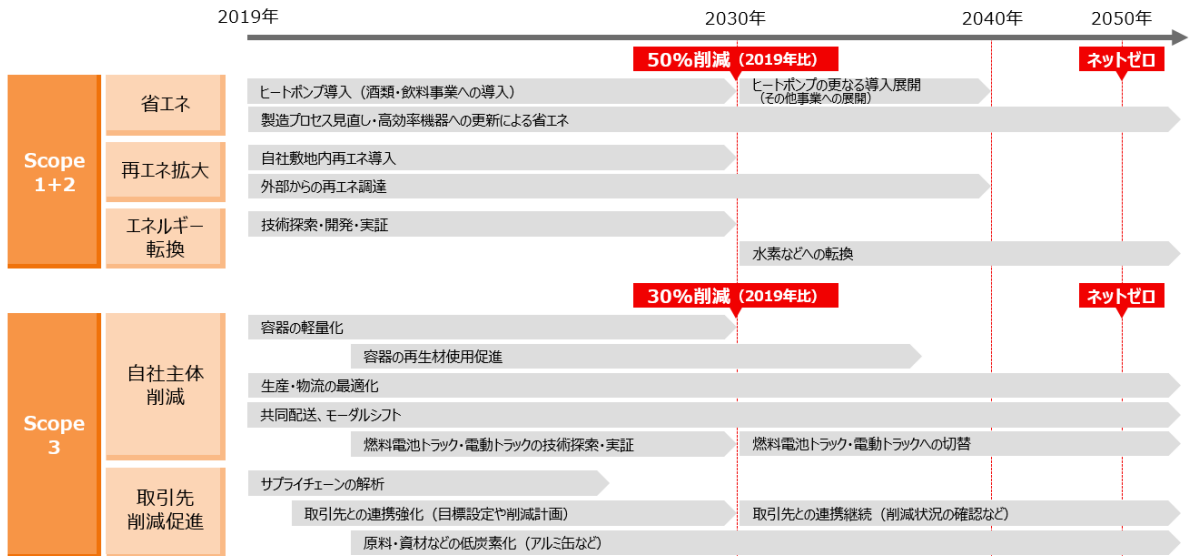 2019年
2030年
2040年
2050年
50%削減（2019年比）
ネットゼロ
Scope
1+2
省エネ
ヒートポンプ導入（酒類・飲料事業への導入）
ヒートポンプの更なる導入展開
（その他事業への展開）
製造プロセス見直し・高効率機器への更新による省エネ
再エネ拡大
自社敷地内再エネ導入
外部からの再エネ調達
エネルギー
転換
技術探索・開発・実証
水素などへの転換
30%削減（2019年比）
ネットゼロ
Scope
3
自社主体
削減
容器の軽量化
容器の再生材使用促進
生産・物流の最適化
共同配送、モーダルシフト
燃料電池トラック・電動トラックの技術探索・実証
燃料電池トラック・電動トラックへの切替
取引先
削減促進
サプライチェーンの解析
取引先との連携強化（目標設定や削減計画）
取引先との連携継続（削減状況の確認など）
原料・資材などの低炭素化（アルミ缶など）